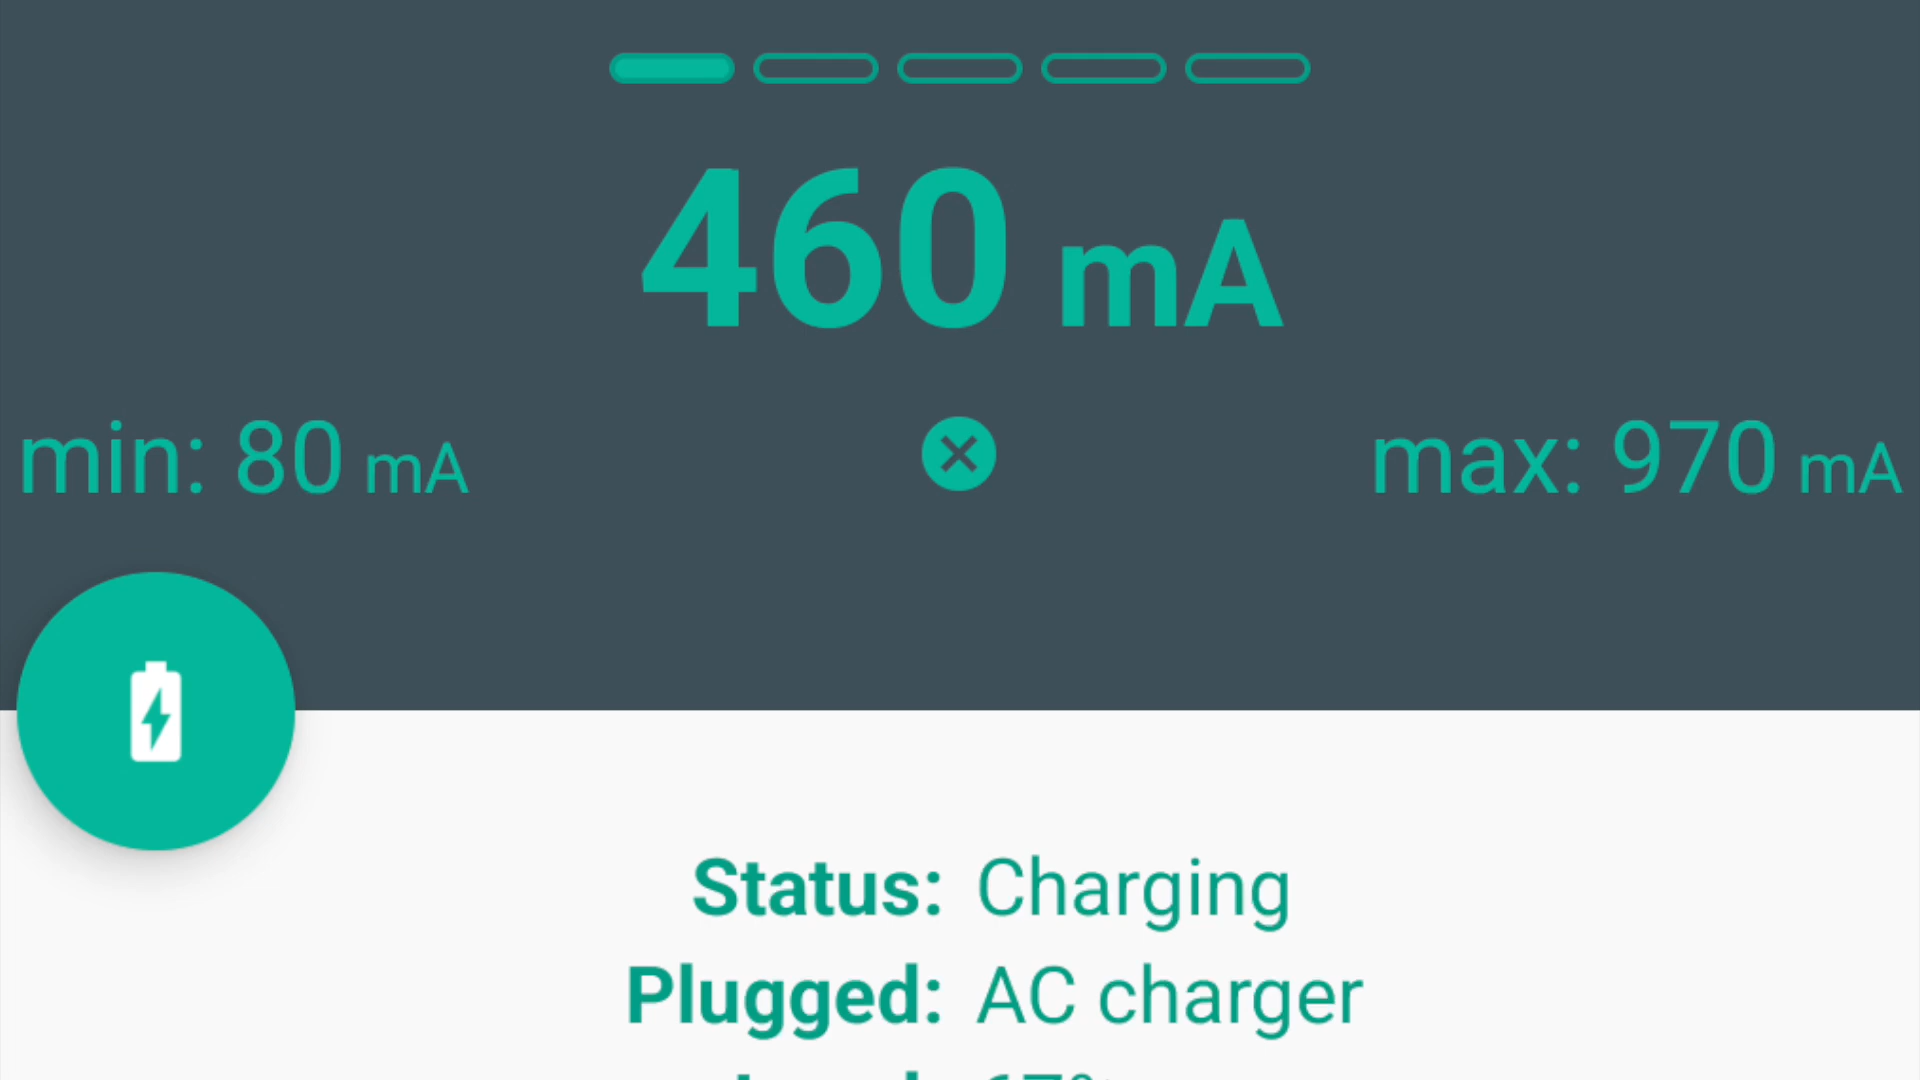 460 mA
min: 80 mA max: 970 mA
Status: Charging
Plugged: AC charger